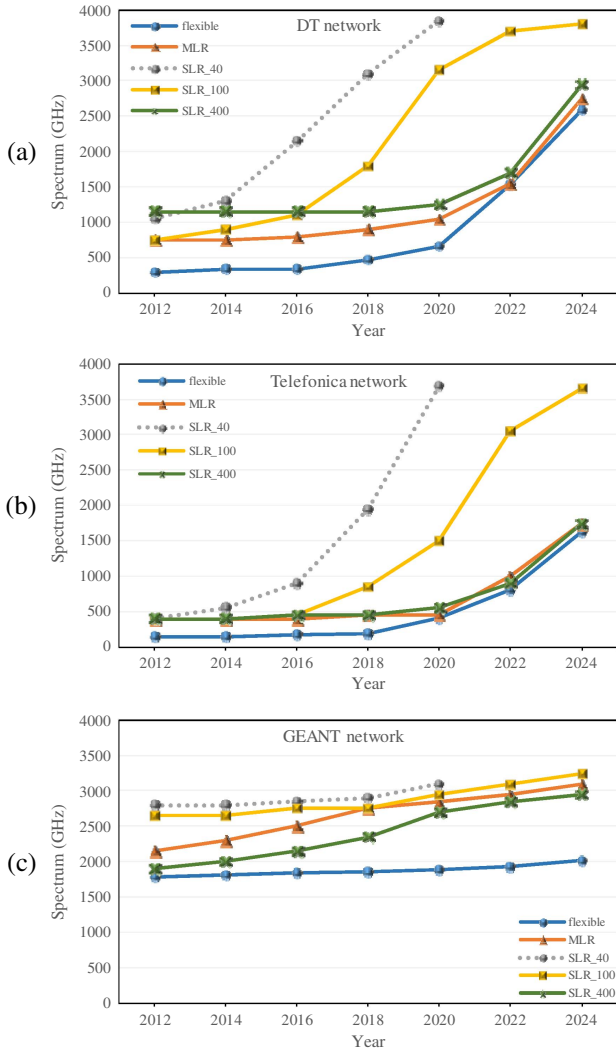 (a)
DT network
flexible
MLR
SLR_40
SLR_100
SLR_400
Spectrum (GHz)
4000
3500
3000
2500
2000
1500
1000
500
0
2012 2014 2016 2018 2020 2022 2024
Year
(b)
Telefonica network
flexible
MLR
SLR_40
SLR_100
SLR_400
Spectrum (GHz)
4000
3500
3000
2500
2000
1500
1000
500
0
2012 2014 2016 2018 2020 2022 2024
Year
(c)
GEANT network
Spectrum (GHz)
4000
3500
3000
2500
2000
1500
1000
500
0
flexible
MLR
SLR_40
SLR_100
SLR_400
2012 2014 2016 2018 2020 2022 2024
Year